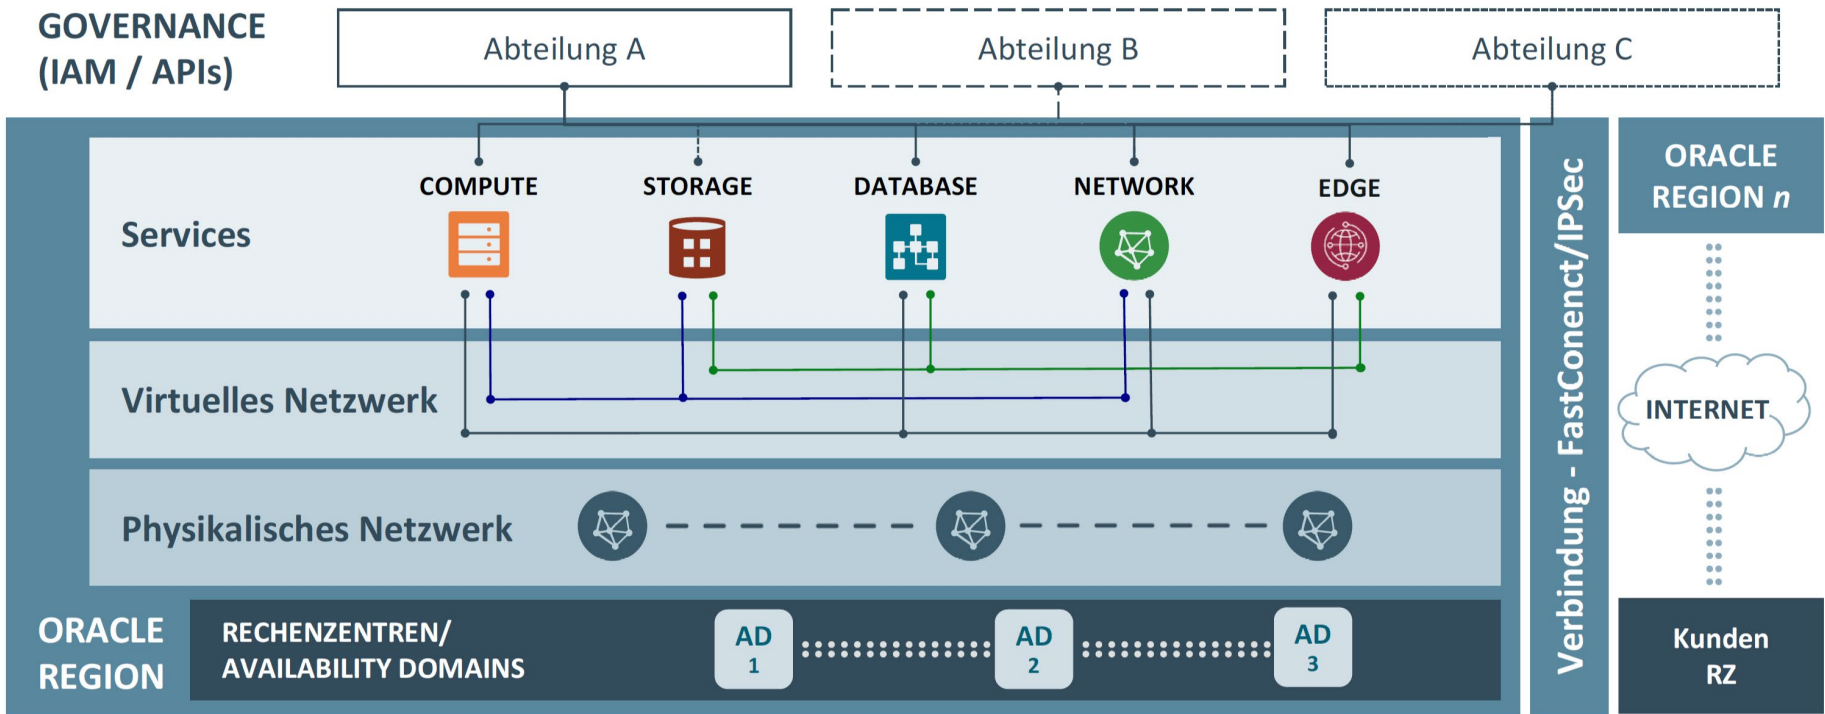 GOVERNANCE
(IAM / APIs)
Abteilung A
Abteilung B
Abteilung C
COMPUTE
STORAGE
DATABASE
NETWORK
EDGE
Services
Virtuelles Netzwerk
Physikalisches Netzwerk
ORACLE
REGION
RECHENZENTREN/
AVAILABILITY DOMAINS
AD
1
AD
2
AD
3
Verbindung - FastConenct/IPSec
ORACLE
REGION n
INTERNET
Kunden
RZ